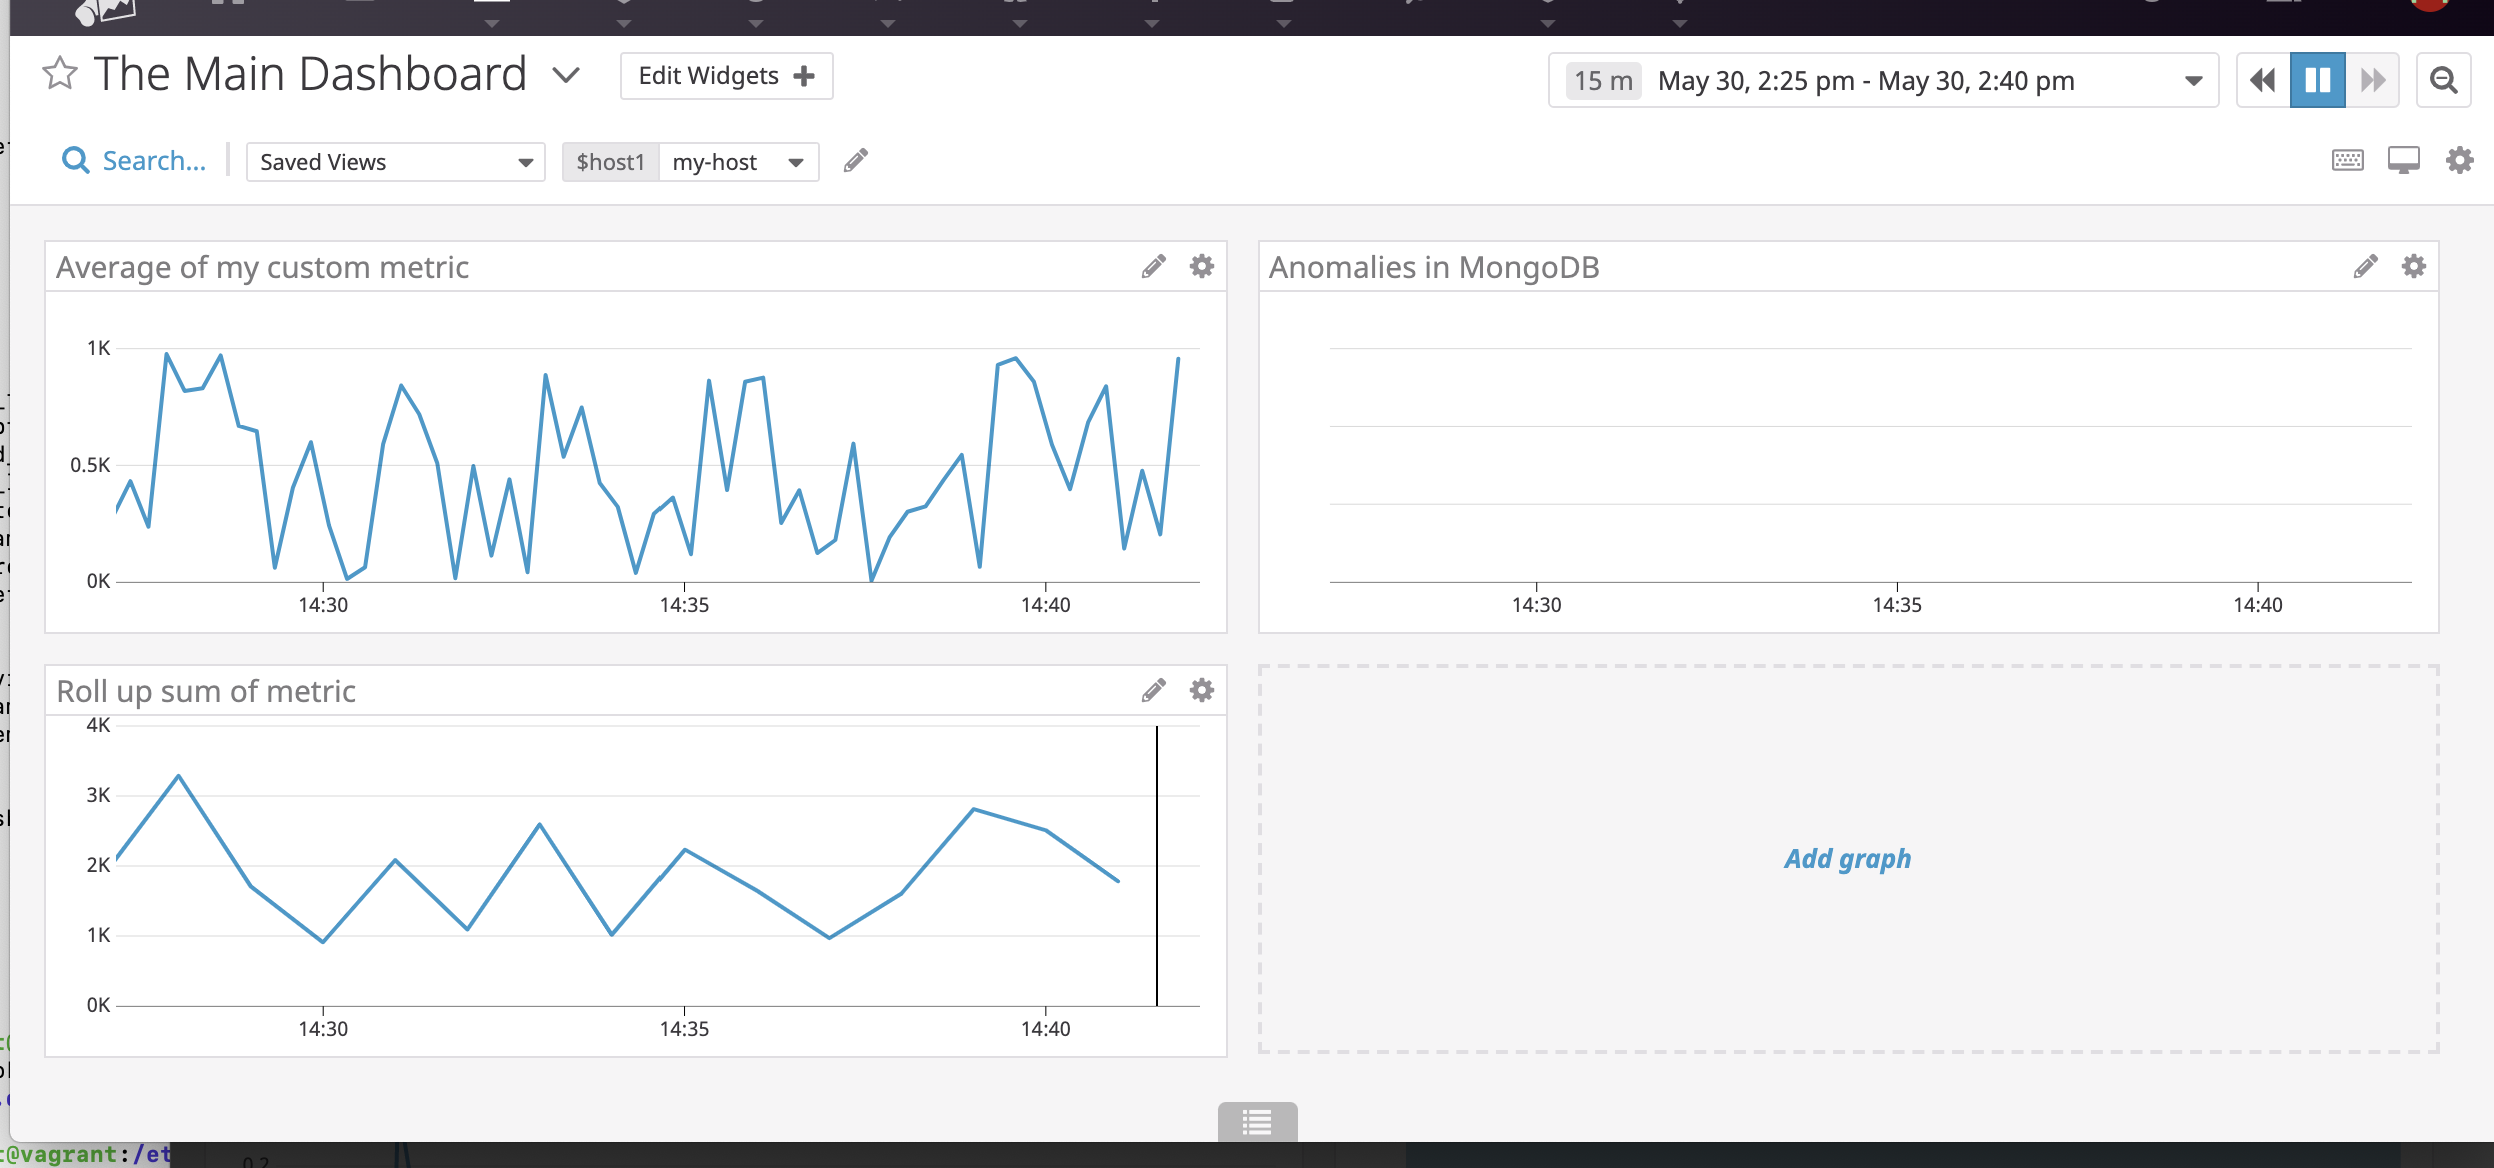 The Main Dashboard
Edit Widgets
15 m May 30, 2:25 pm - May 30, 2:40 pm
Search...
Saved Views
$host1 my-host
Average of my custom metric
1K
0.5K
0K
14:30 14:35 14:40
Anomalies in MongoDB
14:30 14:35 14:40
Roll up sum of metric
4K
3K
2K
1K
0K
14:30 14:35 14:40
Add graph
t@vagrant:/et
0.2